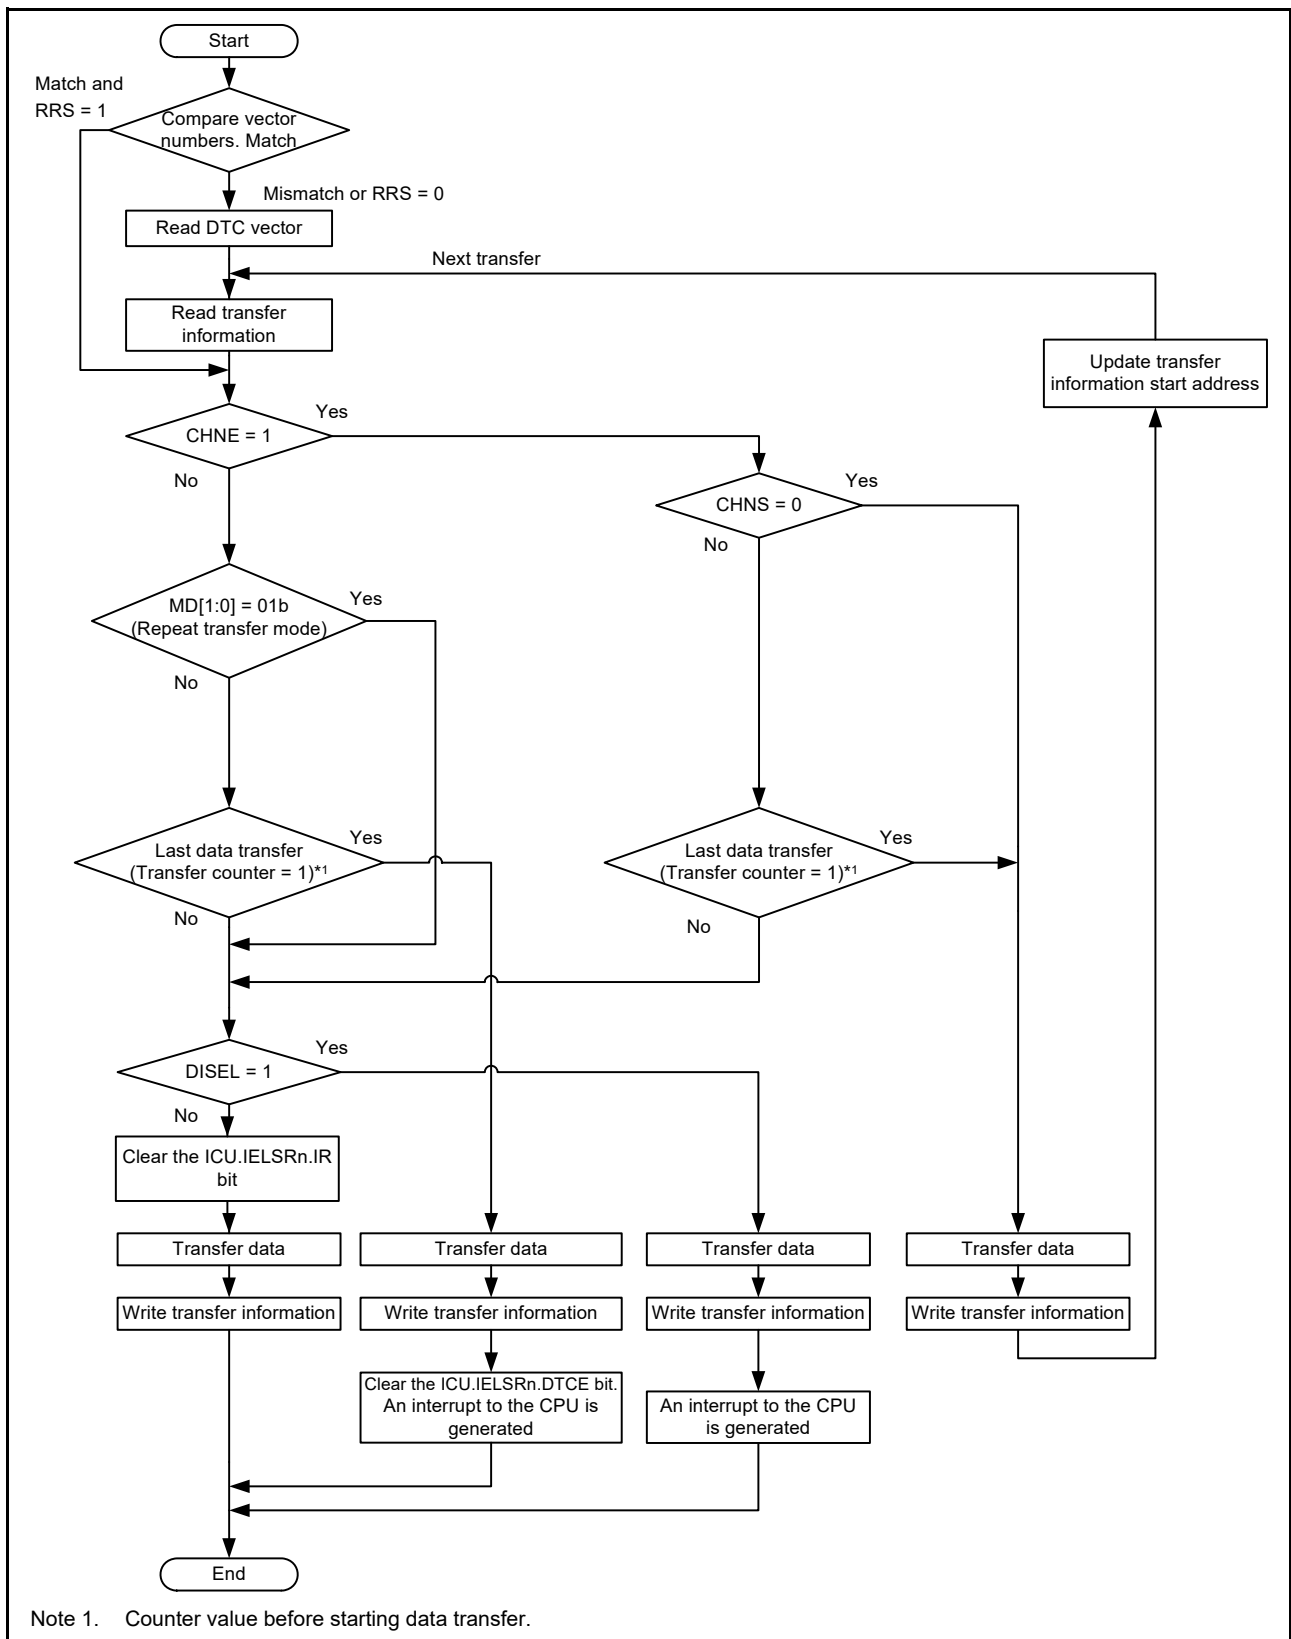 Start
Match and
RRS = 1
Compare vector
numbers. Match
Mismatch or RRS = 0
Read DTC vector
Next transfer
Read transfer
information
Update transfer
information start address
Yes
CHNE = 1
No
Yes
CHNS = 0
No
MD[1:0] = 01b
(Repeat transfer mode)
Yes
No
Last data transfer
(Transfer counter = 1)*1
Yes
No
Last data transfer
(Transfer counter = 1)*1
Yes
No
Yes
DISEL = 1
No
Clear the ICU.IELSRn.IR
bit
Transfer data
Transfer data
Transfer data
Transfer data
Write transfer information
Write transfer information
Write transfer information
Write transfer information
Clear the ICU.IELSRn.DTCE bit.
An interrupt to the CPU is
generated
An interrupt to the CPU
is generated
End
Note 1. Counter value before starting data transfer.